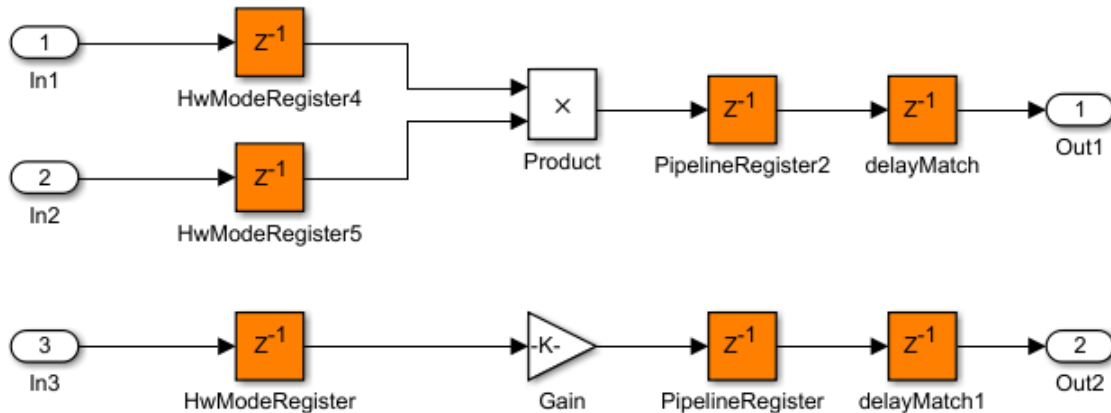 1
In1
Z-1
HwModeRegister4
2
In2
Z-1
HwModeRegister5
×
Product
Z-1
PipelineRegister2
Z-1
delayMatch
1
Out1
3
In3
Z-1
HwModeRegister
-K-
Gain
Z-1
PipelineRegister
Z-1
delayMatch1
2
Out2